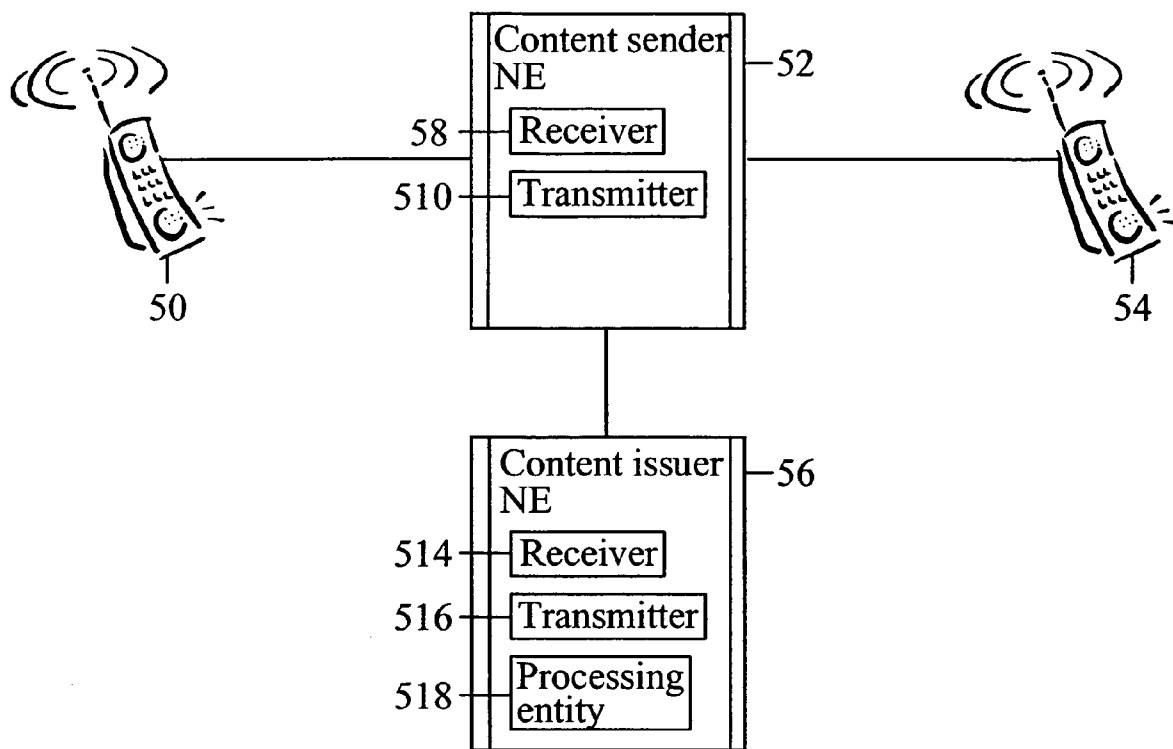 Content sender
NE
52
58
Receiver
510
Transmitter
50
54
Content issuer
NE
56
514
Receiver
516
Transmitter
518
Processing
entity